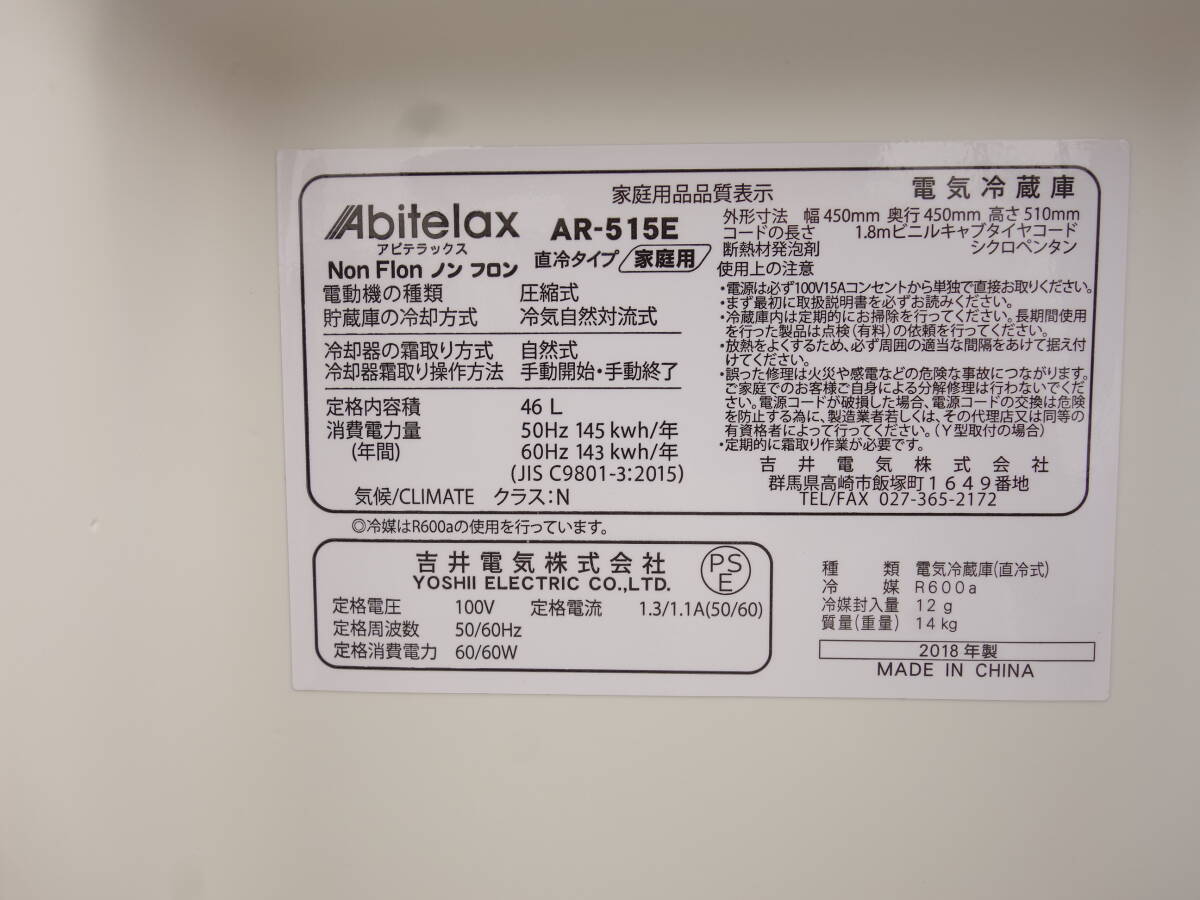 家庭用品品質表示
電気冷蔵庫
Abitelax
アビテラックス
AR-515E
Non Flon ノン フロン
直冷タイプ 家庭用
電動機の種類 圧縮式
貯蔵庫の冷却方式 冷気自然対流式
冷却器の霜取り方式 自然式
冷却器霜取り操作方法 手動開始・手動終了
定格内容積 46 L
消費電力量 50Hz 145 kwh/年
(年間) 60Hz 143 kwh/年
(JIS C9801-3:2015)
気候/CLIMATE クラス:N
外形寸法 幅450mm 奥行450mm 高さ510mm
コードの長さ 1.8mビニルキャブタイヤコード
断熱材発泡剤 シクロペンタン
使用上の注意
・電源は必ず100V15Aコンセントから単独で直接お取りください。
・まず最初に取扱説明書を必ずお読みください。
・冷蔵庫内は定期的にお掃除を行ってください。長期間使用
を行った製品は点検(有料)の依頼を行ってください。
・放熱をよくするため、必ず周囲の適当な間隔をあけて据え付
けてください。
・誤った修理は火災や感電などの危険な事故につながります。
ご家庭でのお客様ご自身による分解修理は行わないでくだ
さい。電源コードが破損した場合、電源コードの交換は危険
を防止する為に、製造業者若しくは、その代理店又は同等の
有資格者によって行ってください。(Y型取付の場合)
・定期的に霜取り作業が必要です。
吉井電気株式会社
群馬県高崎市飯塚町1649番地
TEL/FAX 027-365-2172
◎冷媒はR600aの使用を行っています。
吉井電気株式会社
YOSHII ELECTRIC CO.,LTD.
PS
E
定格電圧 100V 定格電流 1.3/1.1A(50/60)
定格周波数 50/60Hz
定格消費電力 60/60W
種類 電気冷蔵庫(直冷式)
冷媒 R600a
冷媒封入量 12g
質量(重量) 14kg
2018年製
MADE IN CHINA